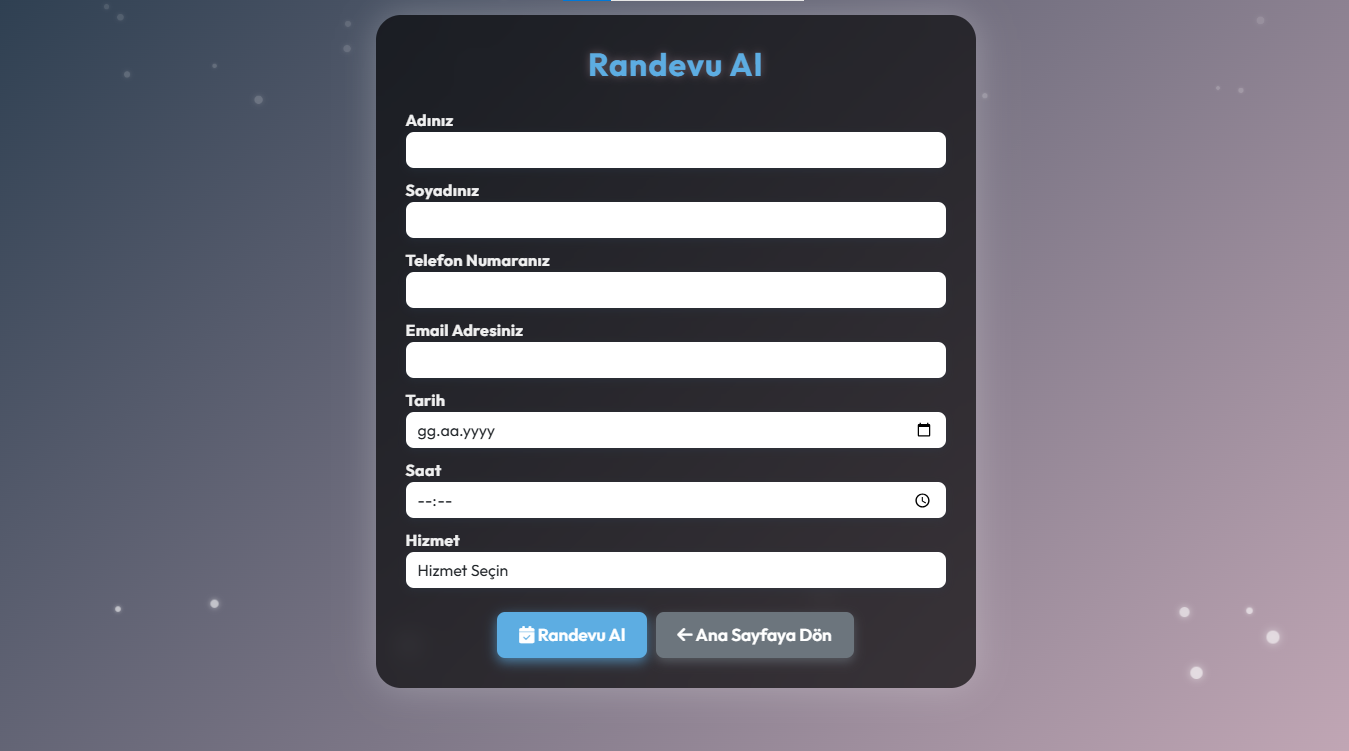 Randevu Al
Adınız
Soyadınız
Telefon Numaranız
Email Adresiniz
Tarih
gg.aa.yyyy
Saat
--:--
Hizmet
Hizmet Seçin
Randevu Al
Ana Sayfaya Dön